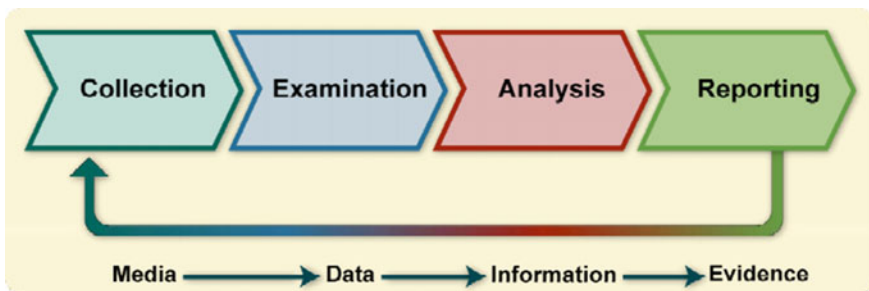 Collection Examination Analysis Reporting
Media Data Information Evidence